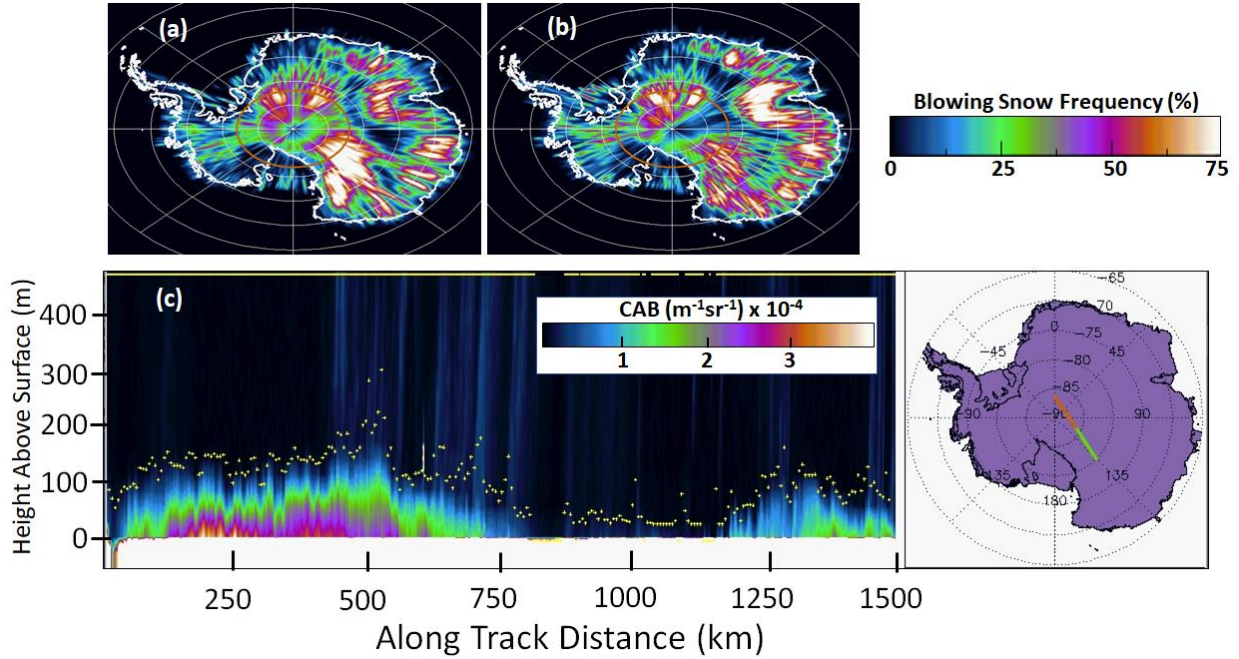 (a)
(b)
Blowing Snow Frequency (%)
0 25 50 75
(c)
CAB (m⁻¹sr⁻¹) x 10⁻⁴
1 2 3
Height Above Surface (m)
400
300
200
100
0
250 500 750 1000 1250 1500
Along Track Distance (km)
-65
-70
0
-75
-45
-80
45
-85
-90
-90
90
135
135
180